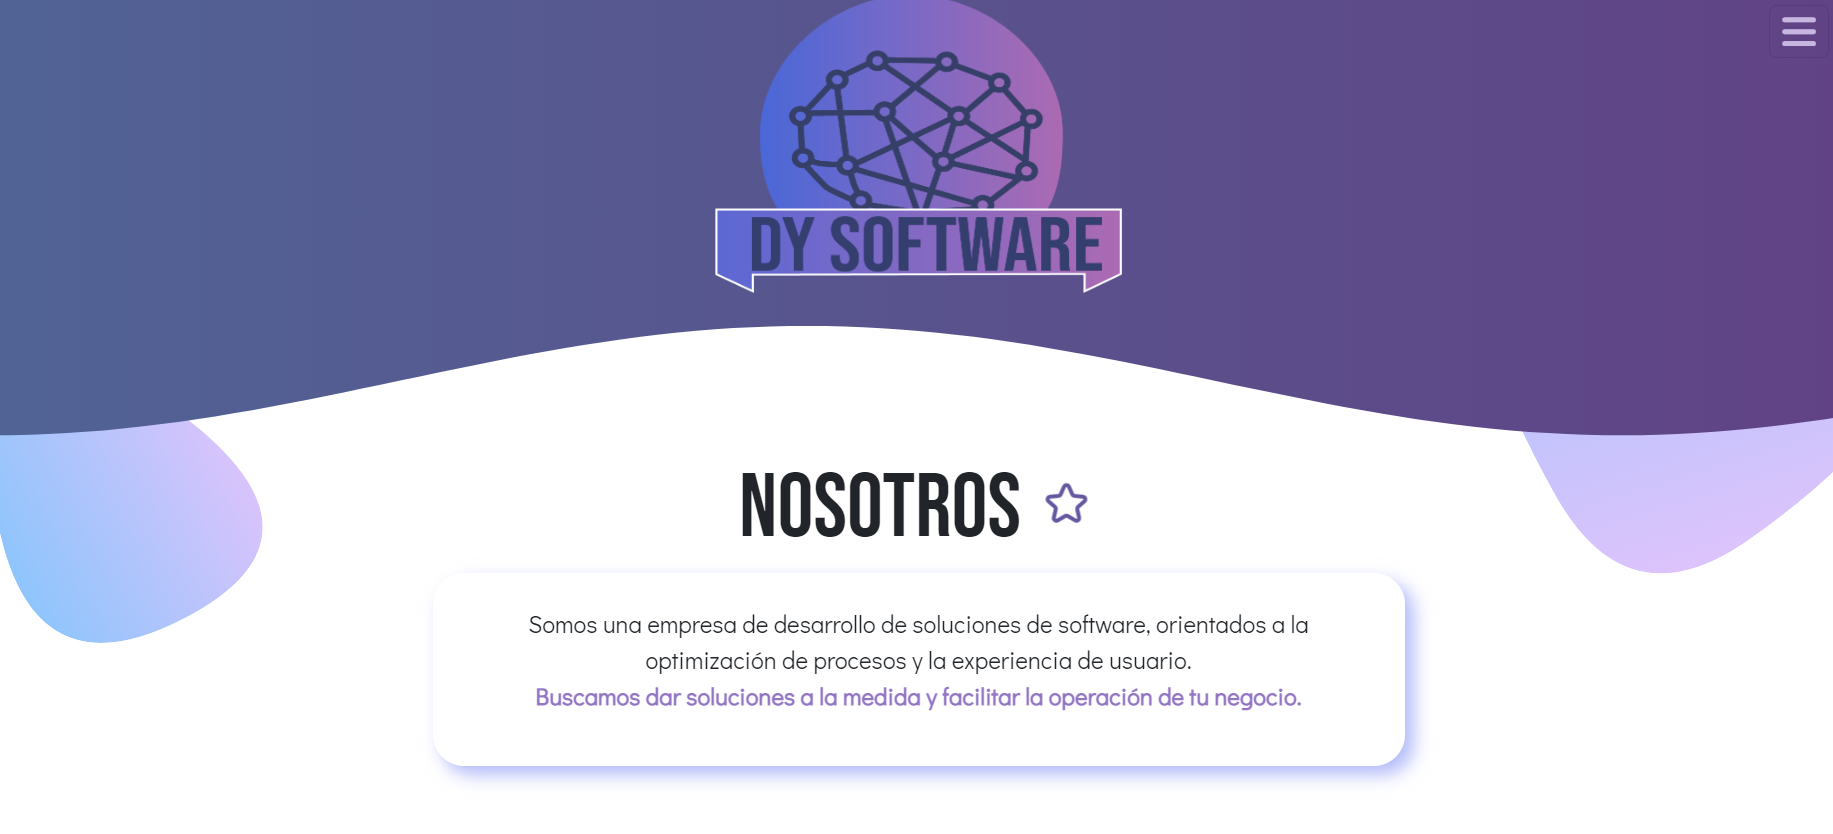 DY SOFTWARE
NOSOTROS
Somos una empresa de desarrollo de soluciones de software, orientados a la
optimización de procesos y la experiencia de usuario.
Buscamos dar soluciones a la medida y facilitar la operación de tu negocio.